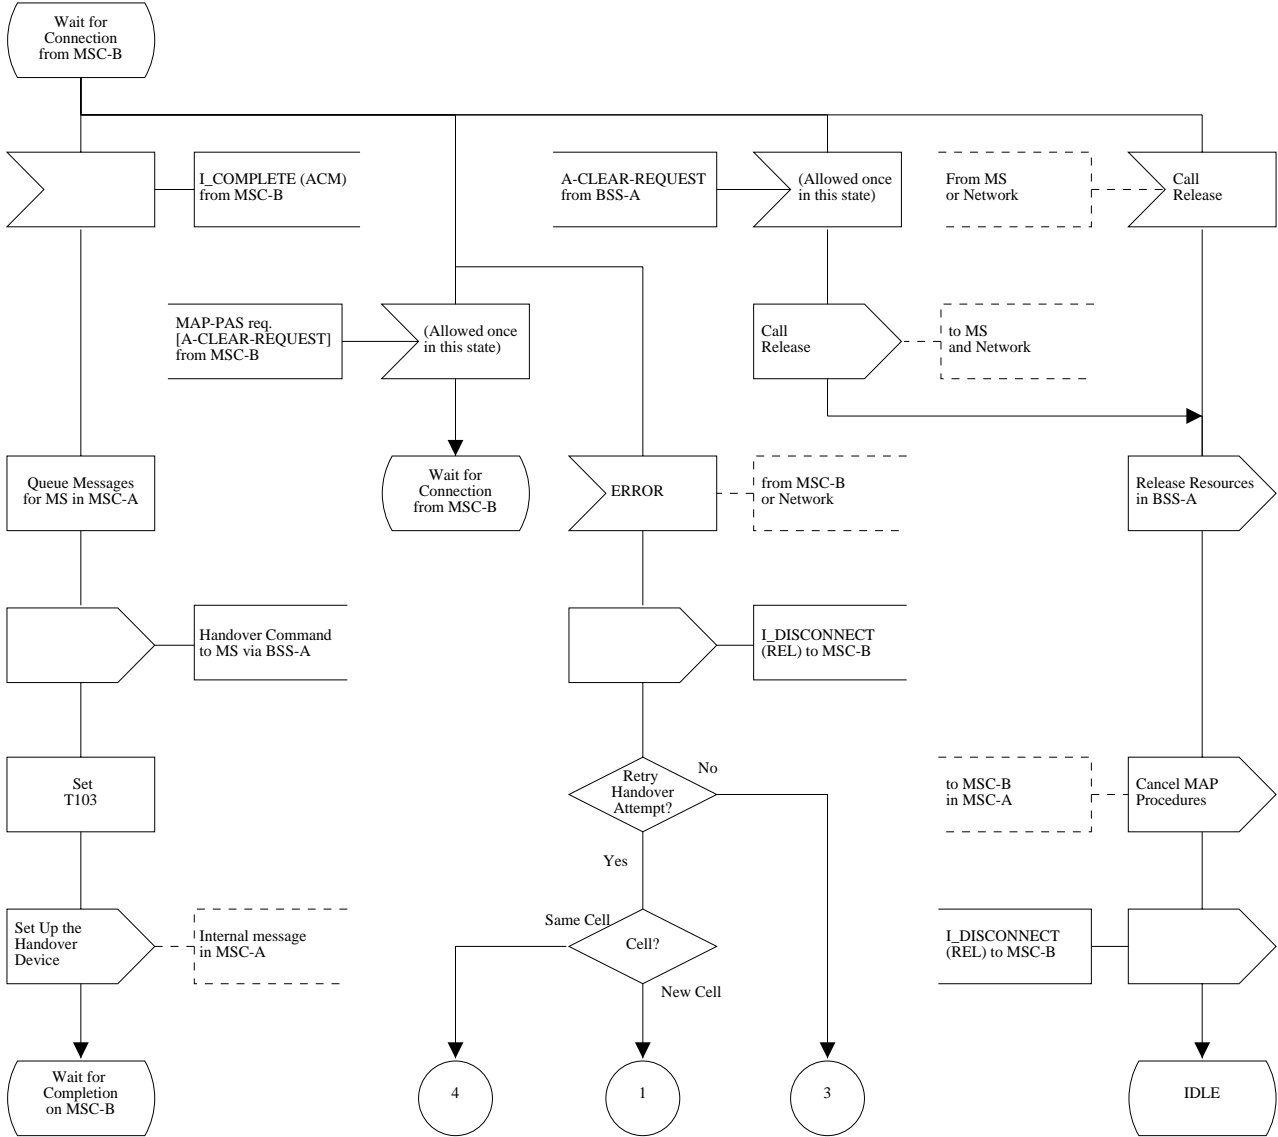 Wait for
Connection
from MSC-B
I_COMPLETE (ACM)
from MSC-B
A-CLEAR-REQUEST
from BSS-A
(Allowed once
in this state)
From MS
or Network
Call
Release
MAP-PAS req.
[A-CLEAR-REQUEST]
from MSC-B
(Allowed once
in this state)
Call
Release
to MS
and Network
Queue Messages
for MS in MSC-A
Wait for
Connection
from MSC-B
ERROR
from MSC-B
or Network
Release Resources
in BSS-A
Handover Command
to MS via BSS-A
I_DISCONNECT
(REL) to MSC-B
Set
T103
Retry
Handover
Attempt?
No
Yes
to MSC-B
in MSC-A
Cancel MAP
Procedures
Set Up the
Handover
Device
Internal message
in MSC-A
Same Cell
Cell?
New Cell
I_DISCONNECT
(REL) to MSC-B
Wait for
Completion
on MSC-B
4
1
3
IDLE